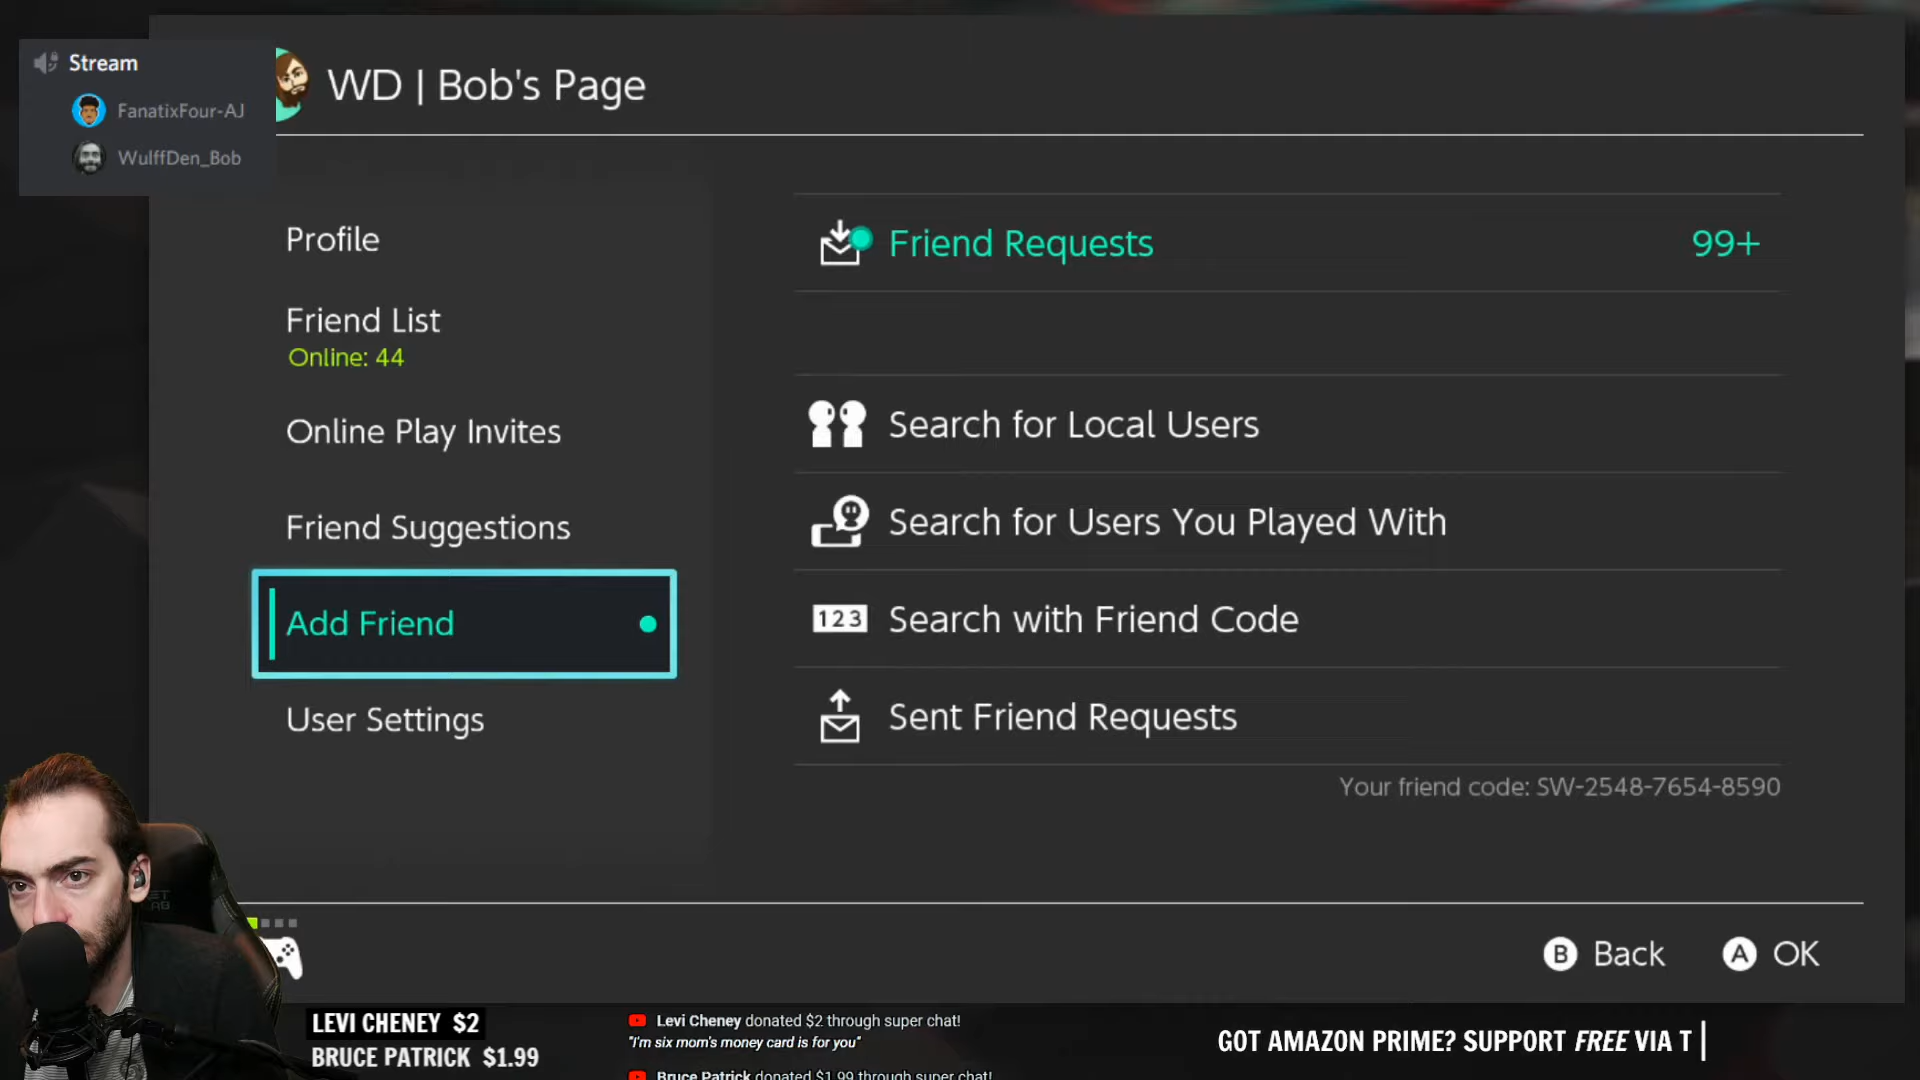 Stream
FanatixFour-AJ
WulffDen_Bob
WD | Bob's Page
Profile
Friend List
Online: 44
Online Play Invites
Friend Suggestions
Add Friend
User Settings
Friend Requests 99+
Search for Local Users
Search for Users You Played With
123 Search with Friend Code
Sent Friend Requests
Your friend code: SW-2548-7654-8590
B Back A OK
LEVI CHENEY $2
BRUCE PATRICK $1.99
Levi Cheney donated $2 through super chat!
"I'm six mom's money card is for you"
Bruce Patrick donated $1.99 through super chat!
GOT AMAZON PRIME? SUPPORT FREE VIA T